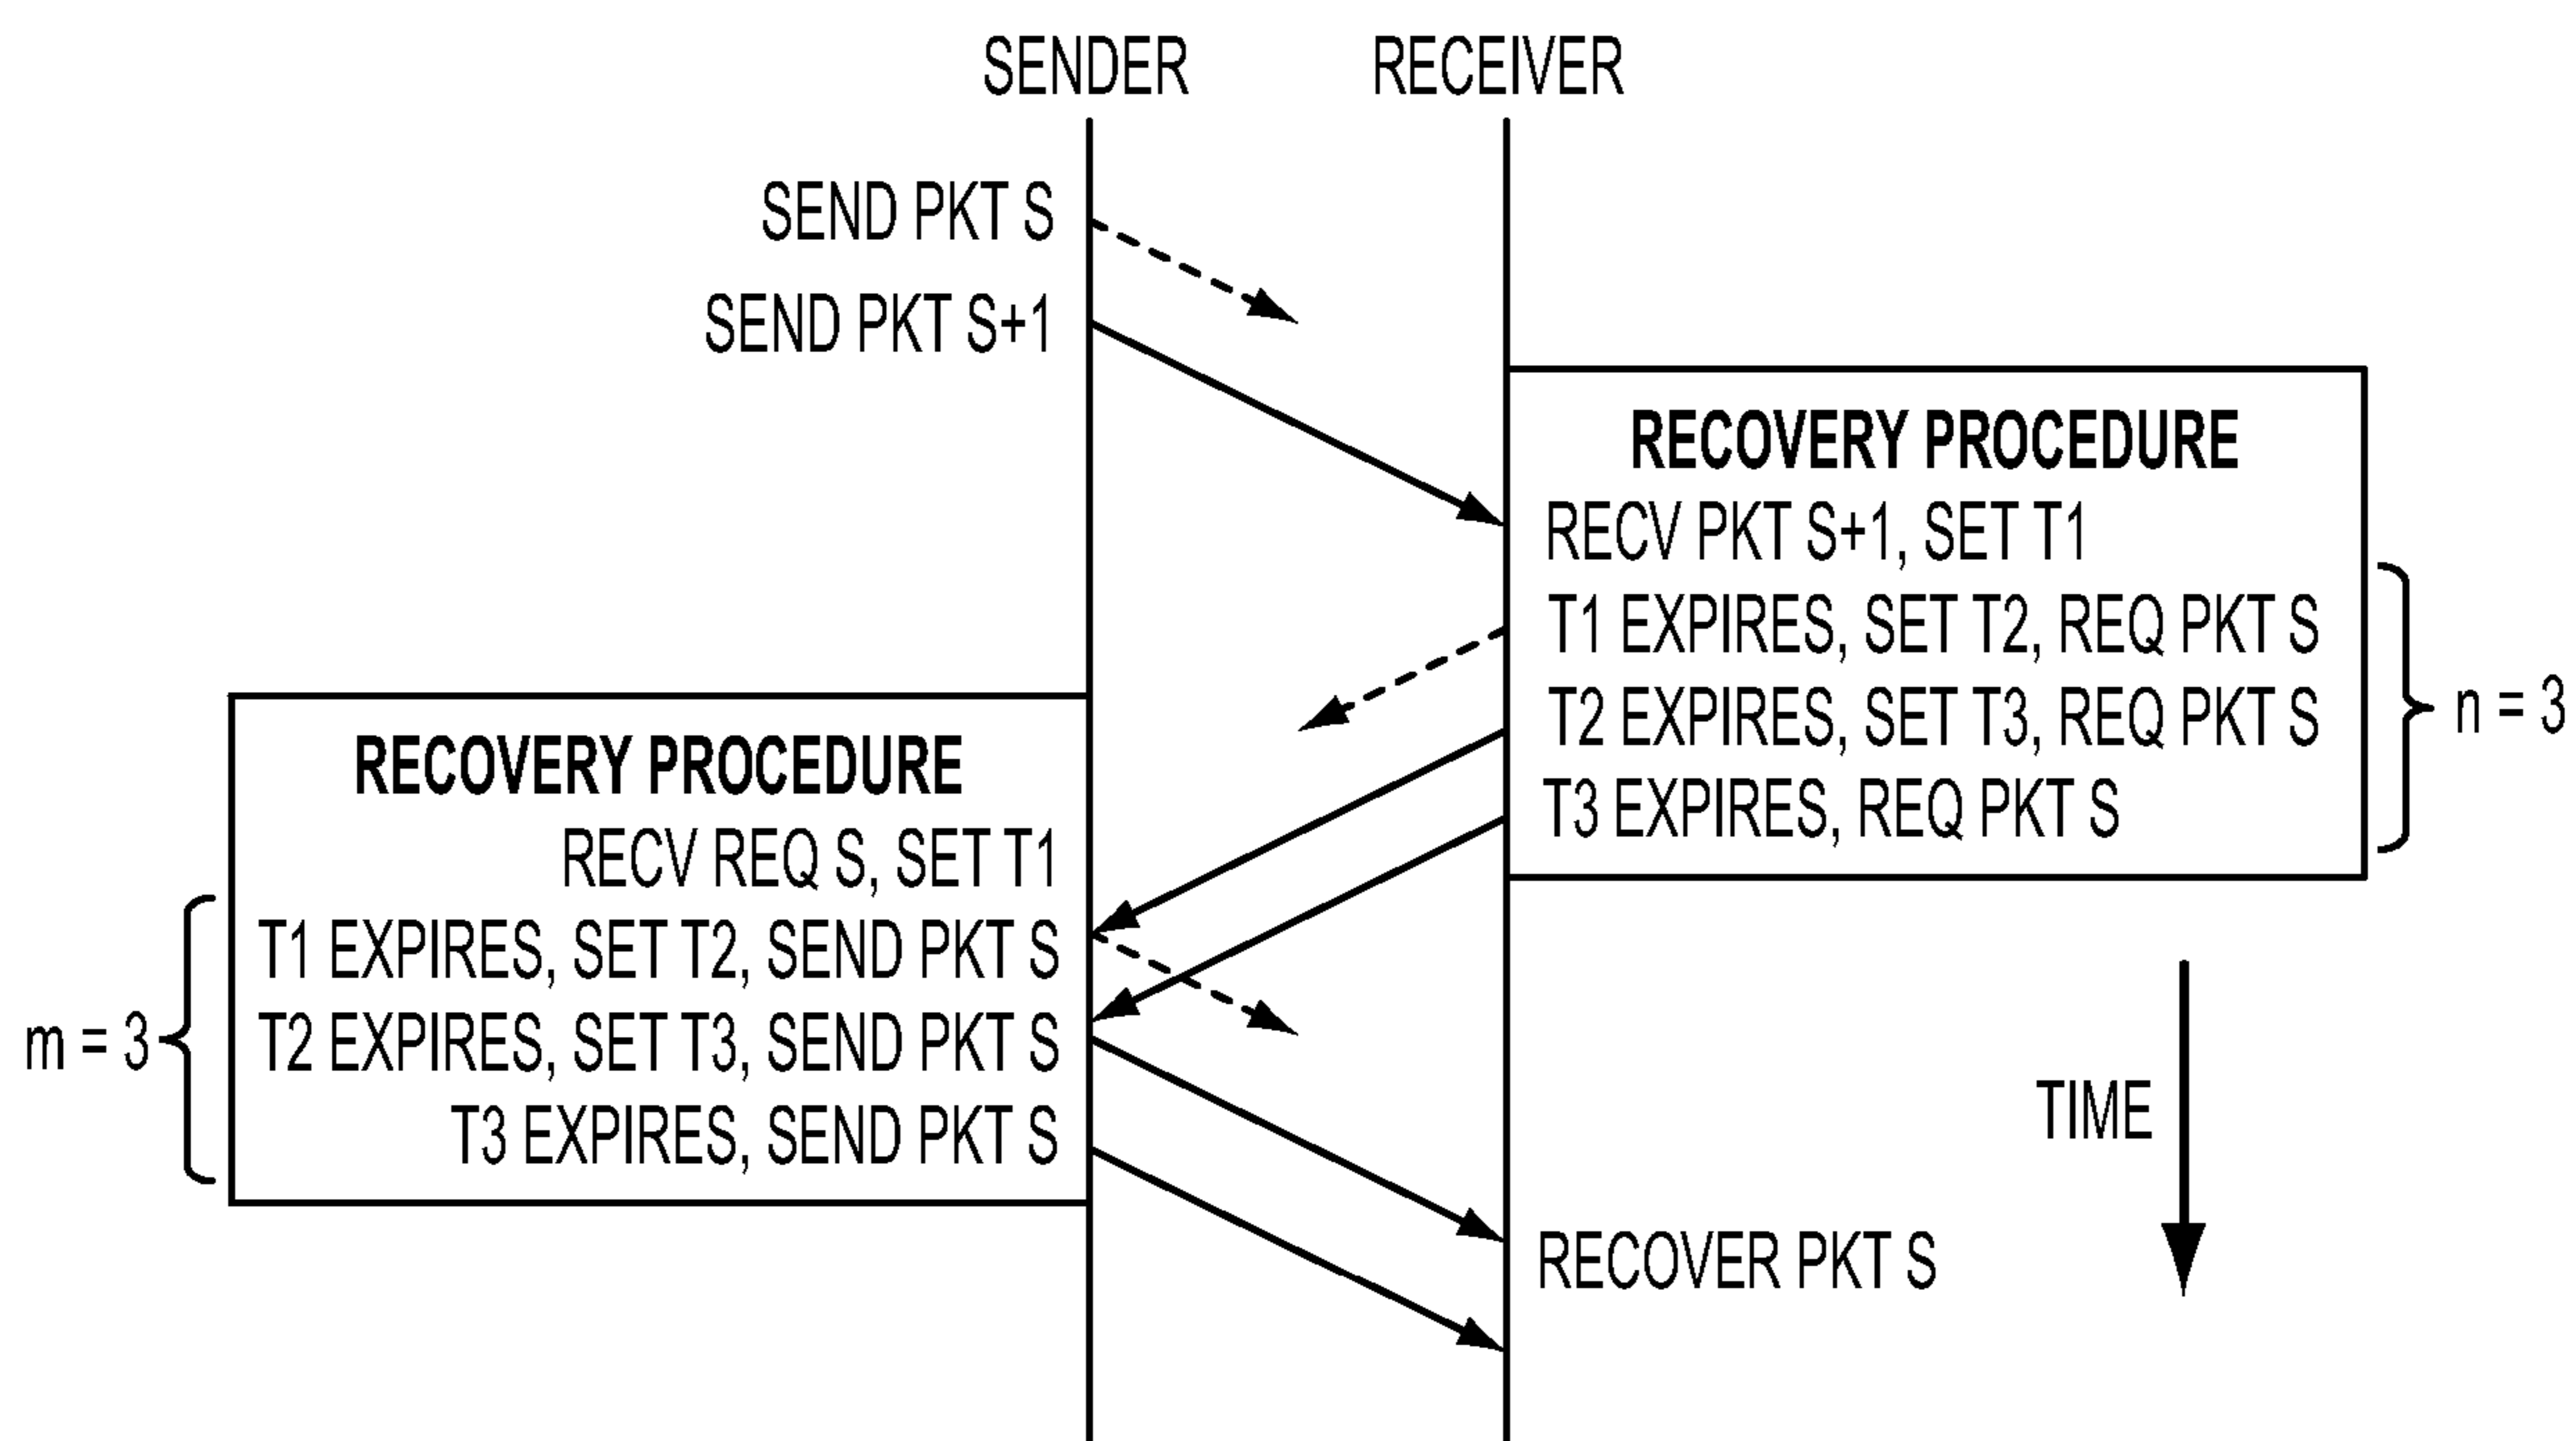 SENDER
RECEIVER
SEND PKT S
SEND PKT S+1
RECOVERY PROCEDURE
RECV PKT S+1, SET T1
T1 EXPIRES, SET T2, REQ PKT S
T2 EXPIRES, SET T3, REQ PKT S
T3 EXPIRES, REQ PKT S
n = 3
RECOVERY PROCEDURE
RECV REQ S, SET T1
T1 EXPIRES, SET T2, SEND PKT S
T2 EXPIRES, SET T3, SEND PKT S
T3 EXPIRES, SEND PKT S
m = 3
TIME
RECOVER PKT S